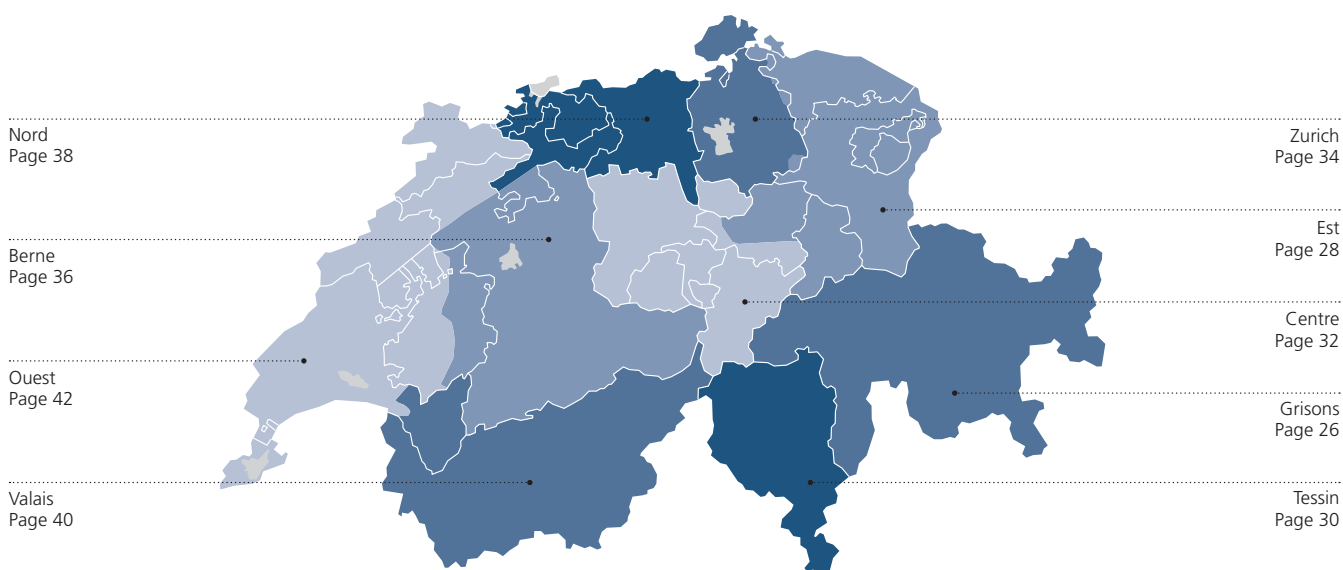 Nord
Page 38
Berne
Page 36
Ouest
Page 42
Valais
Page 40
Zurich
Page 34
Est
Page 28
Centre
Page 32
Grisons
Page 26
Tessin
Page 30